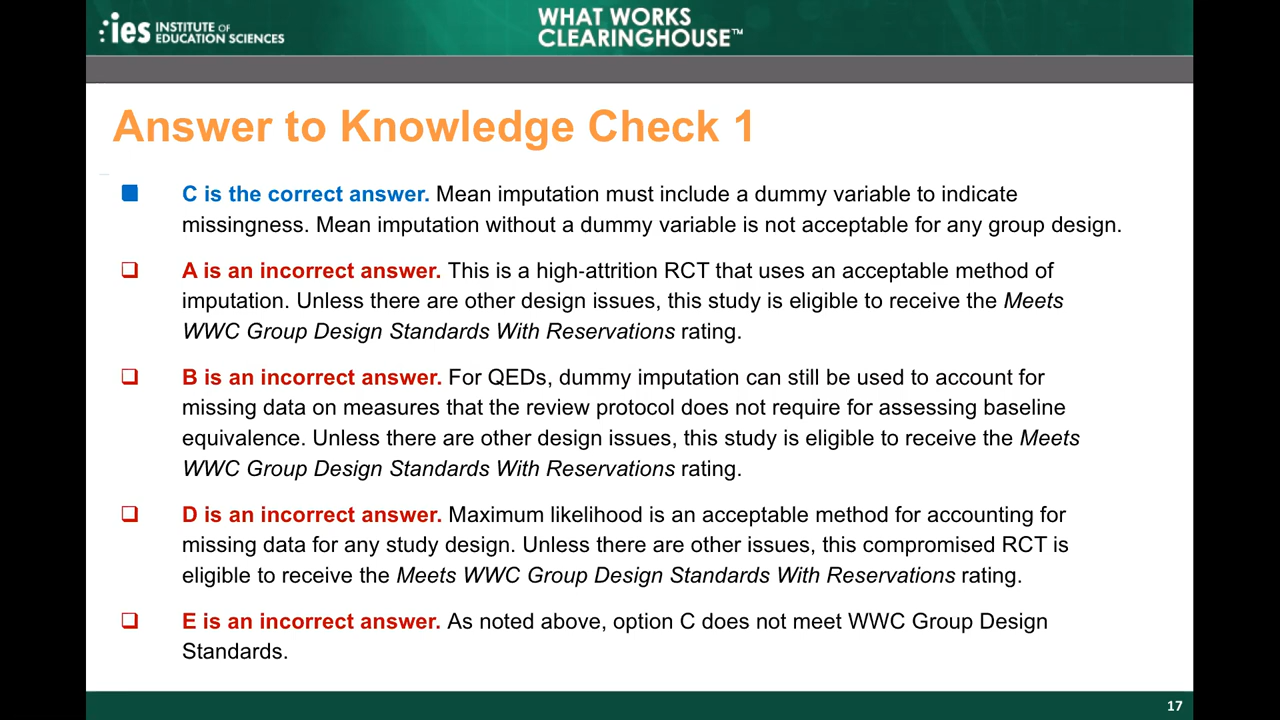 ies INSTITUTE OF
EDUCATION SCIENCES
WHAT WORKS
CLEARINGHOUSE™
Answer to Knowledge Check 1
C is the correct answer. Mean imputation must include a dummy variable to indicate
missingness. Mean imputation without a dummy variable is not acceptable for any group design.
A is an incorrect answer. This is a high-attrition RCT that uses an acceptable method of
imputation. Unless there are other design issues, this study is eligible to receive the Meets
WWC Group Design Standards With Reservations rating.
B is an incorrect answer. For QEDs, dummy imputation can still be used to account for
missing data on measures that the review protocol does not require for assessing baseline
equivalence. Unless there are other design issues, this study is eligible to receive the Meets
WWC Group Design Standards With Reservations rating.
D is an incorrect answer. Maximum likelihood is an acceptable method for accounting for
missing data for any study design. Unless there are other issues, this compromised RCT is
eligible to receive the Meets WWC Group Design Standards With Reservations rating.
E is an incorrect answer. As noted above, option C does not meet WWC Group Design
Standards.
17